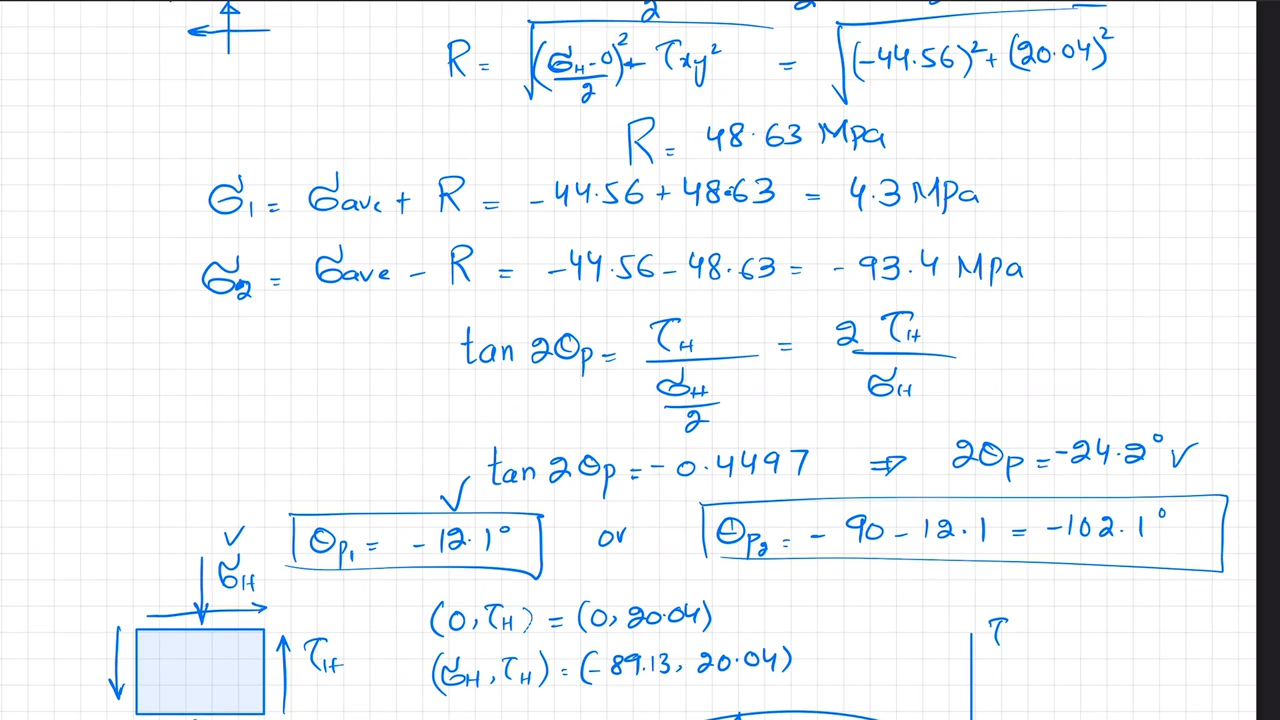 R = √((σH-0)/2)² + τxy² = √(-44.56)² + (20.04)²
R = 48.63 MPa
σ1 = σave + R = -44.56 + 48.63 = 4.3 MPa
σ2 = σave - R = -44.56 - 48.63 = -93.4 MPa
tan 2θp = τH / (σH/2) = 2 τH / σH
tan 2θp = -0.4497 ⇒ 2θp = -24.2° ✓
✓ θp1 = -12.1° or θp2 = -90 - 12.1 = -102.1°
✓
σH
(0, τH) = (0, 20.04)
τ
τH
(σH, τH) = (-89.13, 20.04)